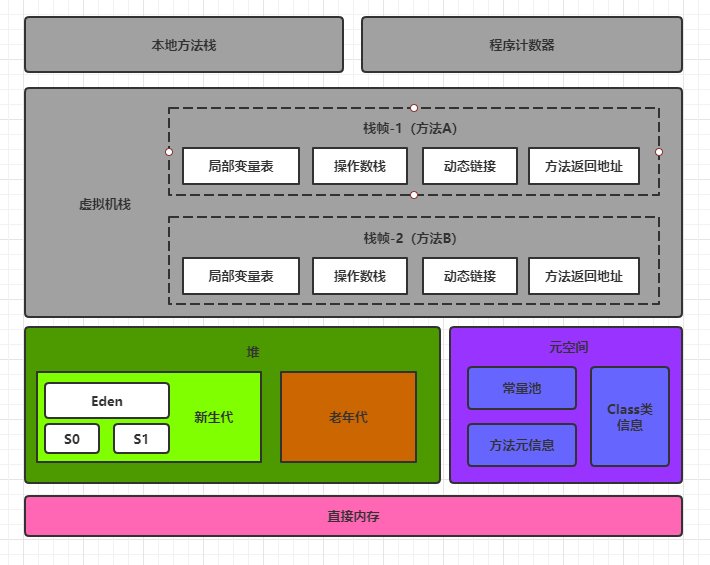 本地方法栈
程序计数器
虚拟机栈
栈帧-1（方法A）
局部变量表
操作数栈
动态链接
方法返回地址
栈帧-2（方法B）
局部变量表
操作数栈
动态链接
方法返回地址
堆
Eden
S0
S1
新生代
老年代
元空间
常量池
方法元信息
Class类
信息
直接内存